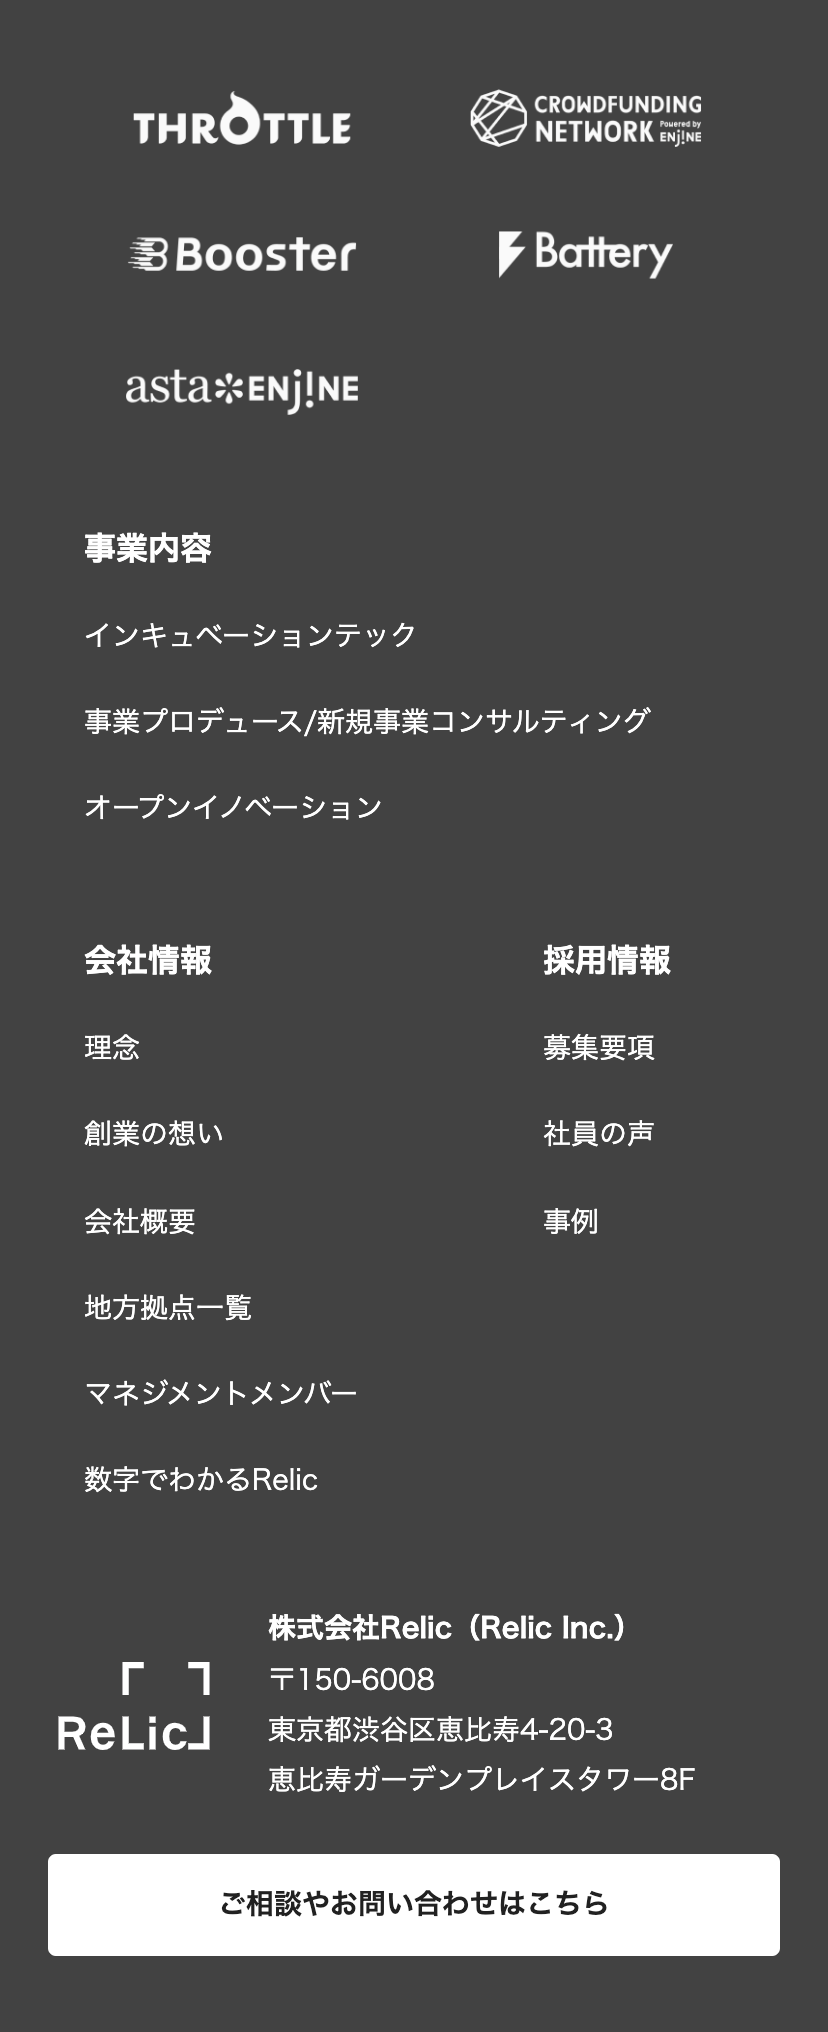 THROTTLE
CROWDFUNDING
NETWORK Powered by ENjINE
Booster
Battery
asta*ENj!NE
事業内容
インキュベーションテック
事業プロデュース/新規事業コンサルティング
オープンイノベーション
会社情報
理念
創業の想い
会社概要
地方拠点一覧
マネジメントメンバー
数字でわかるRelic
採用情報
募集要項
社員の声
事例
ReLic
株式会社Relic（Relic Inc.）
〒150-6008
東京都渋谷区恵比寿4-20-3
恵比寿ガーデンプレイスタワー8F
ご相談やお問い合わせはこちら